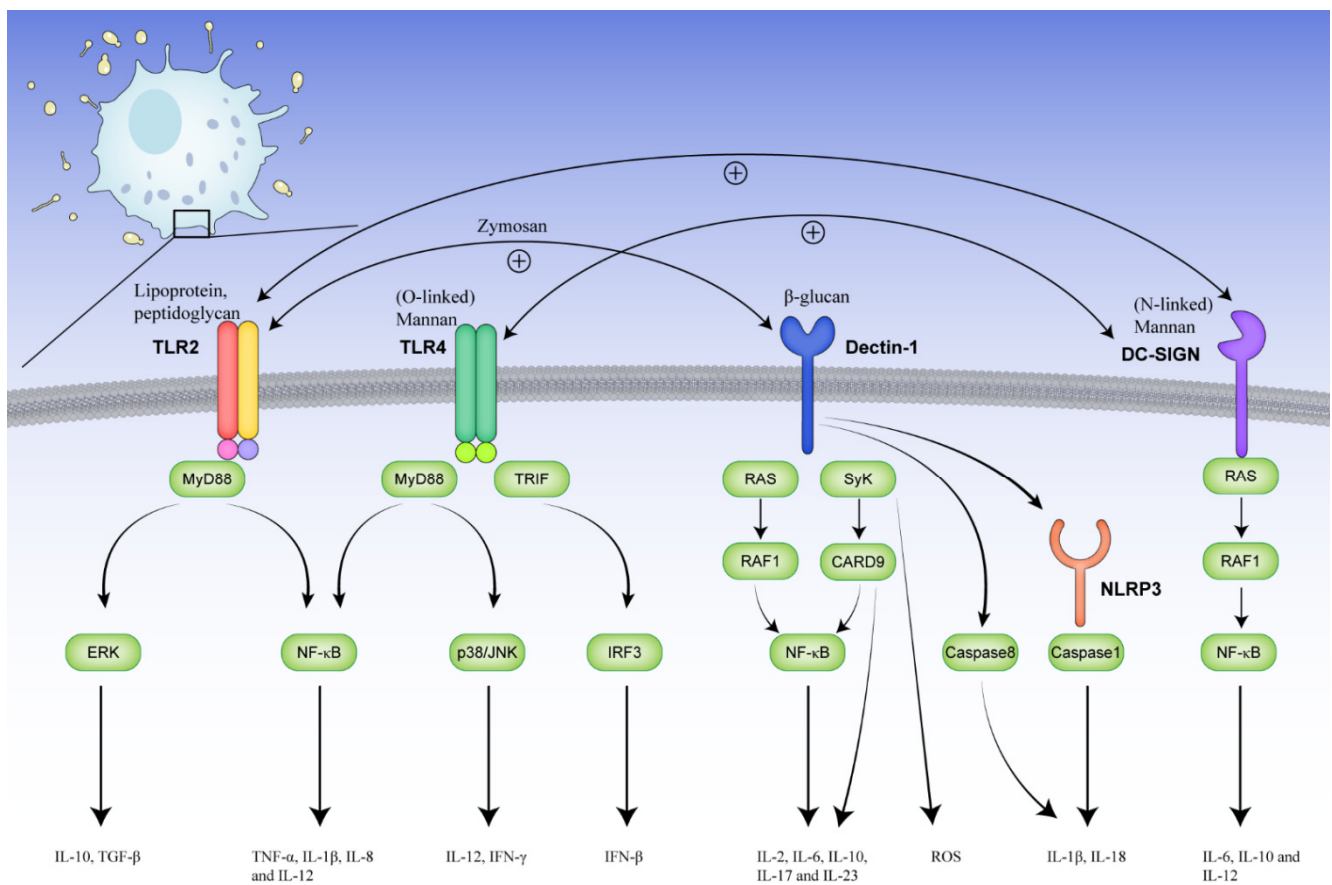 Zymosan
Lipoprotein,
peptidoglycan
TLR2
(O-linked)
Mannan
TLR4
β-glucan
Dectin-1
(N-linked)
Mannan
DC-SIGN
MyD88
MyD88
TRIF
RAS
SyK
RAS
RAF1
CARD9
NLRP3
RAF1
ERK
NF-κB
p38/JNK
IRF3
NF-κB
Caspase8
Caspase1
NF-κB
IL-10, TGF-β
TNF-α, IL-1β, IL-8
and IL-12
IL-12, IFN-γ
IFN-β
IL-2, IL-6, IL-10,
IL-17 and IL-23
ROS
IL-1β, IL-18
IL-6, IL-10 and
IL-12